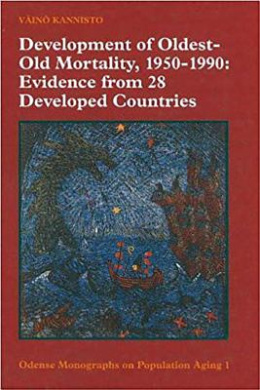 VÄINÖ KANNISTO
Development of Oldest-
Old Mortality, 1950-1990:
Evidence from 28
Developed Countries
Odense Monographs on Population Aging 1